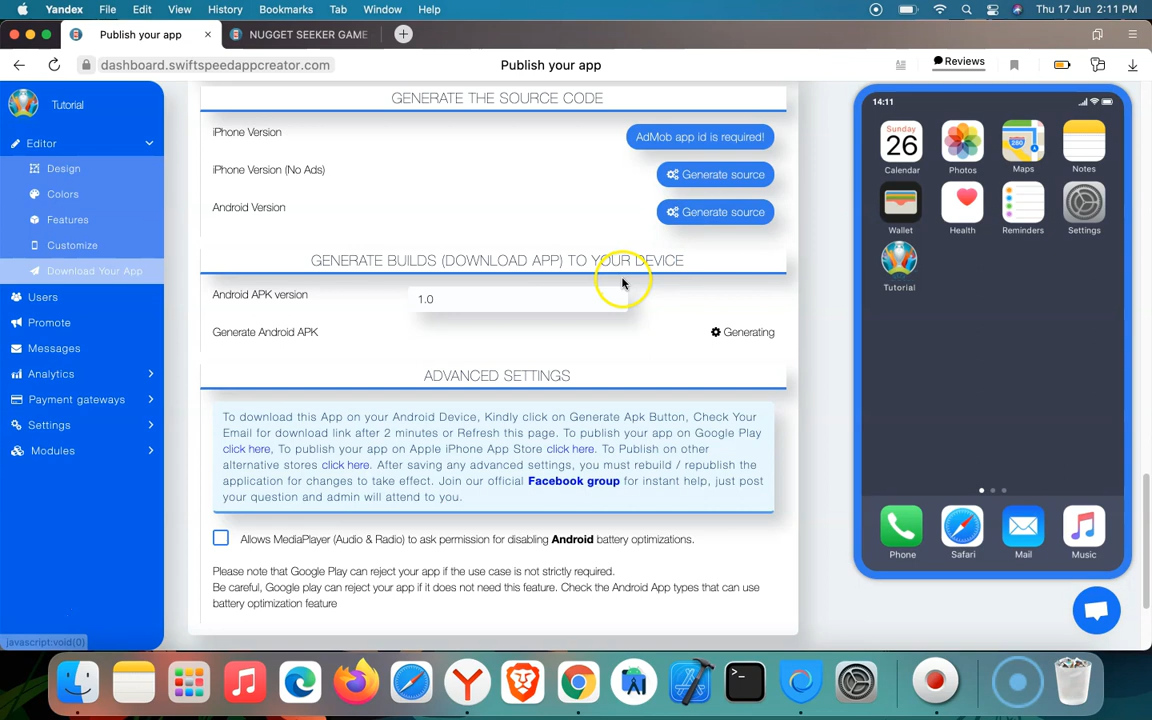 Yandex File Edit View History Bookmarks Tab Window Help Thu 17 Jun 2:11 PM
Publish your app × NUGGET SEEKER GAME +
dashboard.swiftspeedappcreator.com Publish your app Reviews
Tutorial
Editor
Design
Colors
Features
Customize
Download Your App
Users
Promote
Messages
Analytics
Payment gateways
Settings
Modules
javascript:void(0)
GENERATE THE SOURCE CODE
iPhone Version AdMob app id is required!
iPhone Version (No Ads) Generate source
Android Version Generate source
GENERATE BUILDS (DOWNLOAD APP) TO YOUR DEVICE
Android APK version 1.0
Generate Android APK Generating
ADVANCED SETTINGS
To download this App on your Android Device, Kindly click on Generate Apk Button, Check Your
Email for download link after 2 minutes or Refresh this page. To publish your app on Google Play
click here, To publish your app on Apple iPhone App Store click here. To Publish on other
alternative stores click here. After saving any advanced settings, you must rebuild / republish the
application for changes to take effect. Join our official Facebook group for instant help, just post
your question and admin will attend to you.
Allows MediaPlayer (Audio & Radio) to ask permission for disabling Android battery optimizations.
Please note that Google Play can reject your app if the use case is not strictly required.
Be careful, Google play can reject your app if it does not need this feature. Check the Android App types that can use
battery optimization feature
14:11
Sunday
26
280
Calendar Photos Maps Notes
Wallet Health Reminders Settings
Tutorial
Phone Safari Mail Music